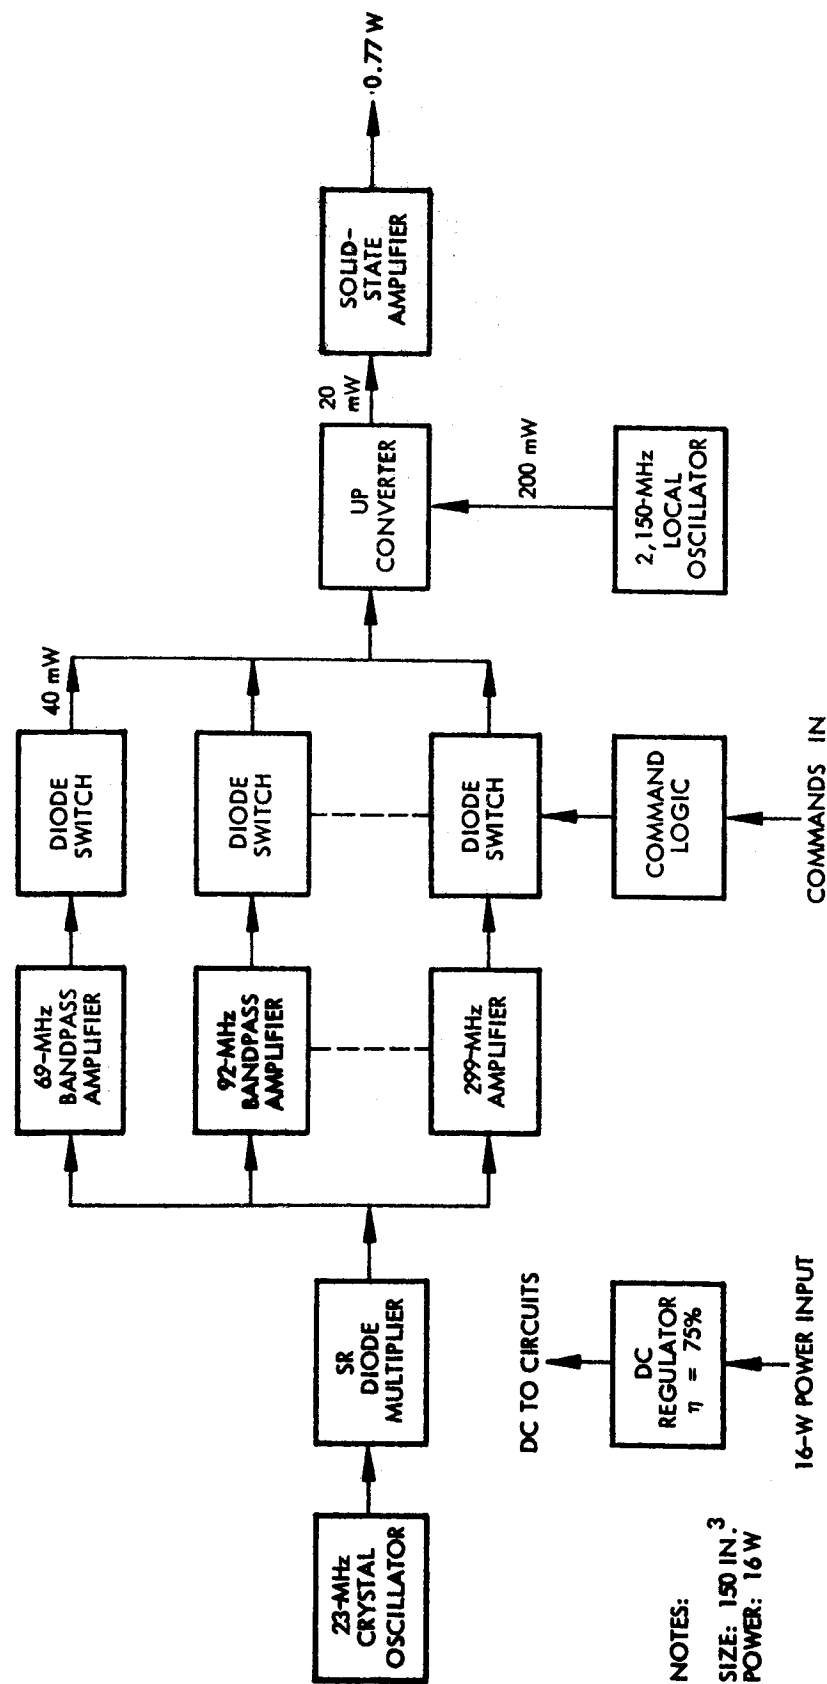 23-MHz
CRYSTAL
OSCILLATOR
SR
DIODE
MULTIPLIER
69-MHz
BANDPASS
AMPLIFIER
DIODE
SWITCH
40 mW
92-MHz
BANDPASS
AMPLIFIER
DIODE
SWITCH
299-MHz
AMPLIFIER
DIODE
SWITCH
UP
CONVERTER
20
mW
SOLID-
STATE
AMPLIFIER
0.77 W
200 mW
2,150-MHz
LOCAL
OSCILLATOR
COMMAND
LOGIC
COMMANDS IN
DC TO CIRCUITS
DC
REGULATOR
η = 75%
16-W POWER INPUT
NOTES:
SIZE: 150 IN.³
POWER: 16 W